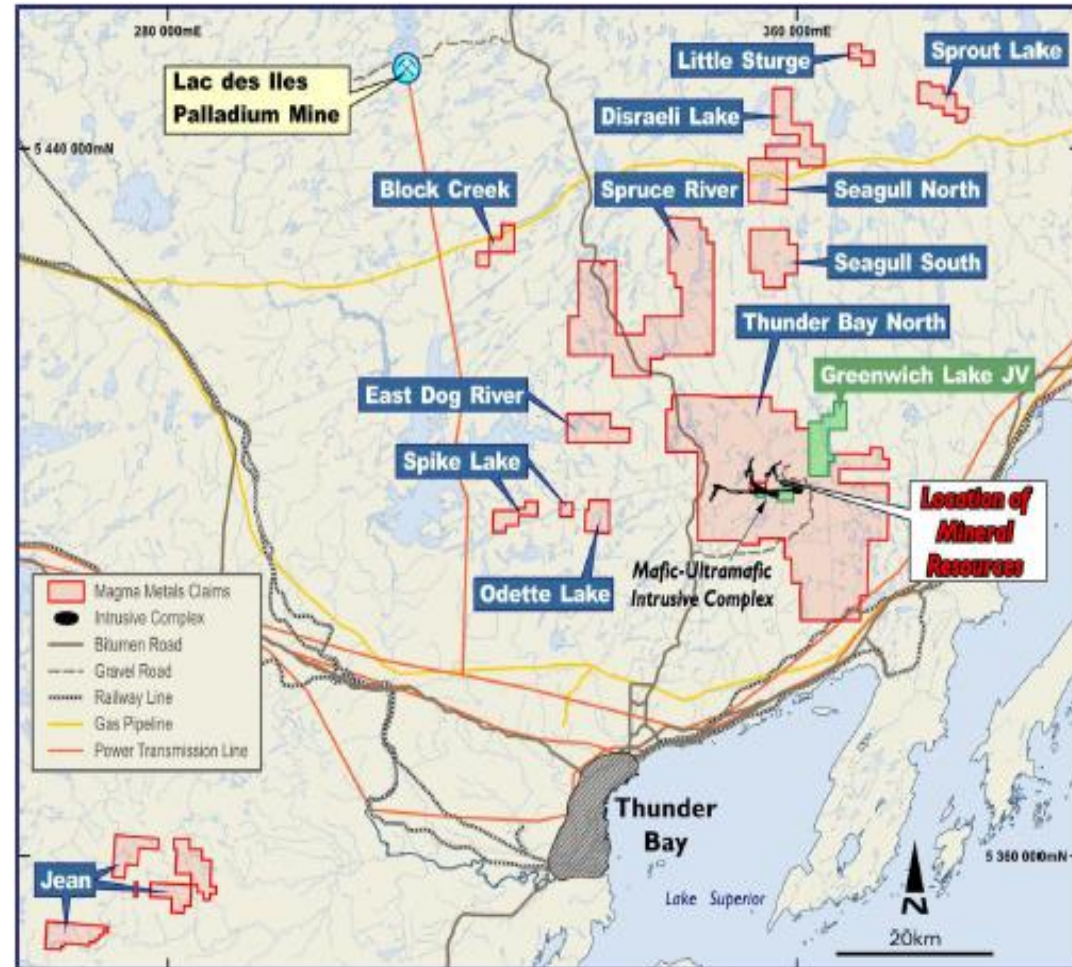 280 000mE
360 000mE
Little Sturge
Sprout Lake
Lac des Iles
Palladium Mine
Disraeli Lake
5 440 000mN
Block Creek
Spruce River
Seagull North
Seagull South
Thunder Bay North
Greenwich Lake JV
East Dog River
Spike Lake
Location of
Mineral
Resources
Mafic-Ultramafic
Intrusive Complex
Odette Lake
Magma Metals Claims
Intrusive Complex
Bitumen Road
Gravel Road
Railway Line
Gas Pipeline
Power Transmission Line
Thunder
Bay
5 360 000mN
Jean
Lake Superior
N
20km